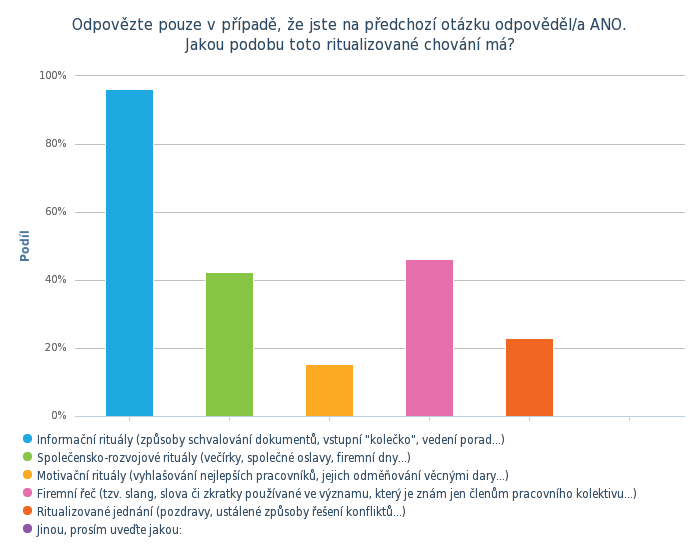 Odpovězte pouze v případě, že jste na předchozí otázku odpověděl/a ANO.
Jakou podobu toto ritualizované chování má?
100%
80%
60%
40%
20%
0%
Podíl
Informační rituály (způsoby schvalování dokumentů, vstupní "kolečko", vedení porad...)
Společensko-rozvojové rituály (večírky, společné oslavy, firemní dny...)
Motivační rituály (vyhlašování nejlepších pracovníků, jejich odměňování věcnými dary...)
Firemní řeč (tzv. slang, slova či zkratky používané ve významu, který je znám jen členům pracovního kolektivu...)
Ritualizované jednání (pozdravy, ustálené způsoby řešení konfliktů...)
Jinou, prosím uveďte jakou: